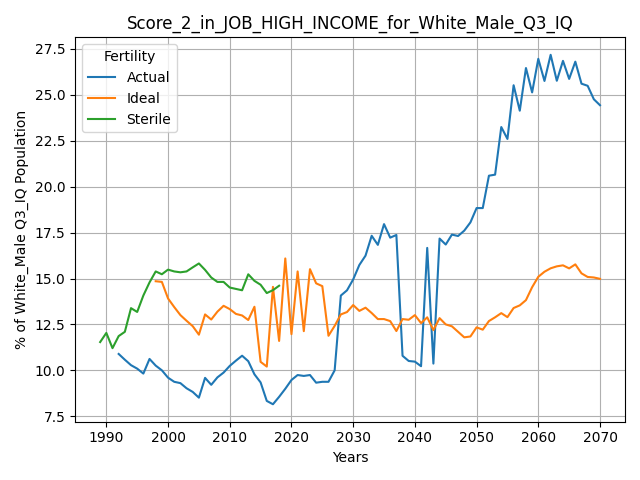 Score_2_in_JOB_HIGH_INCOME_for_White_Male_Q3_IQ
Fertility
Actual
Ideal
Sterile
% of White_Male Q3_IQ Population
27.5
25.0
22.5
20.0
17.5
15.0
12.5
10.0
7.5
1990 2000 2010 2020 2030 2040 2050 2060 2070
Years